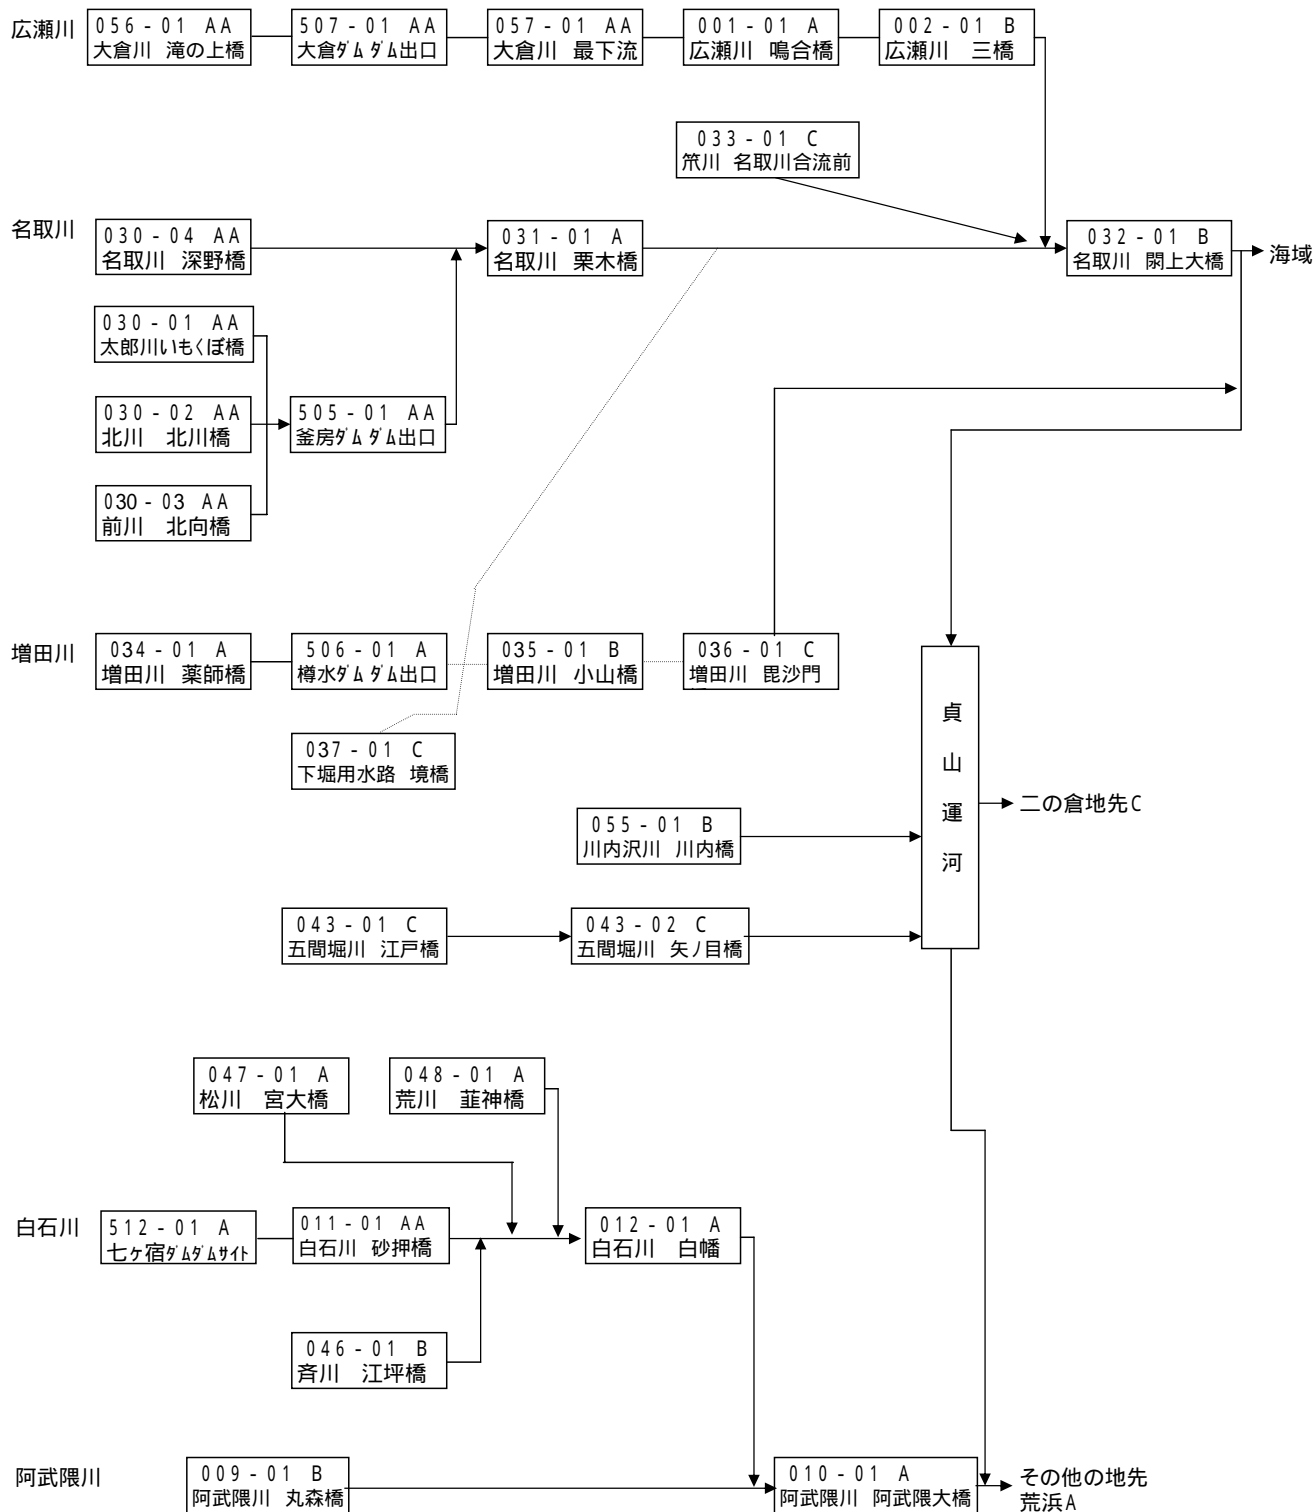 広瀬川
056-01 AA
大倉川 滝の上橋
507-01 AA
大倉ダム ダム出口
057-01 AA
大倉川 最下流
001-01 A
広瀬川 鳴合橋
002-01 B
広瀬川 三橋
033-01 C
笊川 名取川合流前
名取川
030-04 AA
名取川 深野橋
031-01 A
名取川 栗木橋
032-01 B
名取川 閖上大橋
海域
030-01 AA
太郎川いもくぼ橋
030-02 AA
北川 北川橋
505-01 AA
釜房ダム ダム出口
030-03 AA
前川 北向橋
増田川
034-01 A
増田川 薬師橋
506-01 A
樽水ダム ダム出口
035-01 B
増田川 小山橋
036-01 C
増田川 毘沙門
037-01 C
下堀用水路 境橋
貞山運河
二の倉地先C
055-01 B
川内沢川 川内橋
043-01 C
五間堀川 江戸橋
043-02 C
五間堀川 矢ノ目橋
047-01 A
松川 宮大橋
048-01 A
荒川 韮神橋
白石川
512-01 A
七ヶ宿ダムダムサイト
011-01 AA
白石川 砂押橋
012-01 A
白石川 白幡
046-01 B
斉川 江坪橋
阿武隈川
009-01 B
阿武隈川 丸森橋
010-01 A
阿武隈川 阿武隈大橋
その他の地先
荒浜A